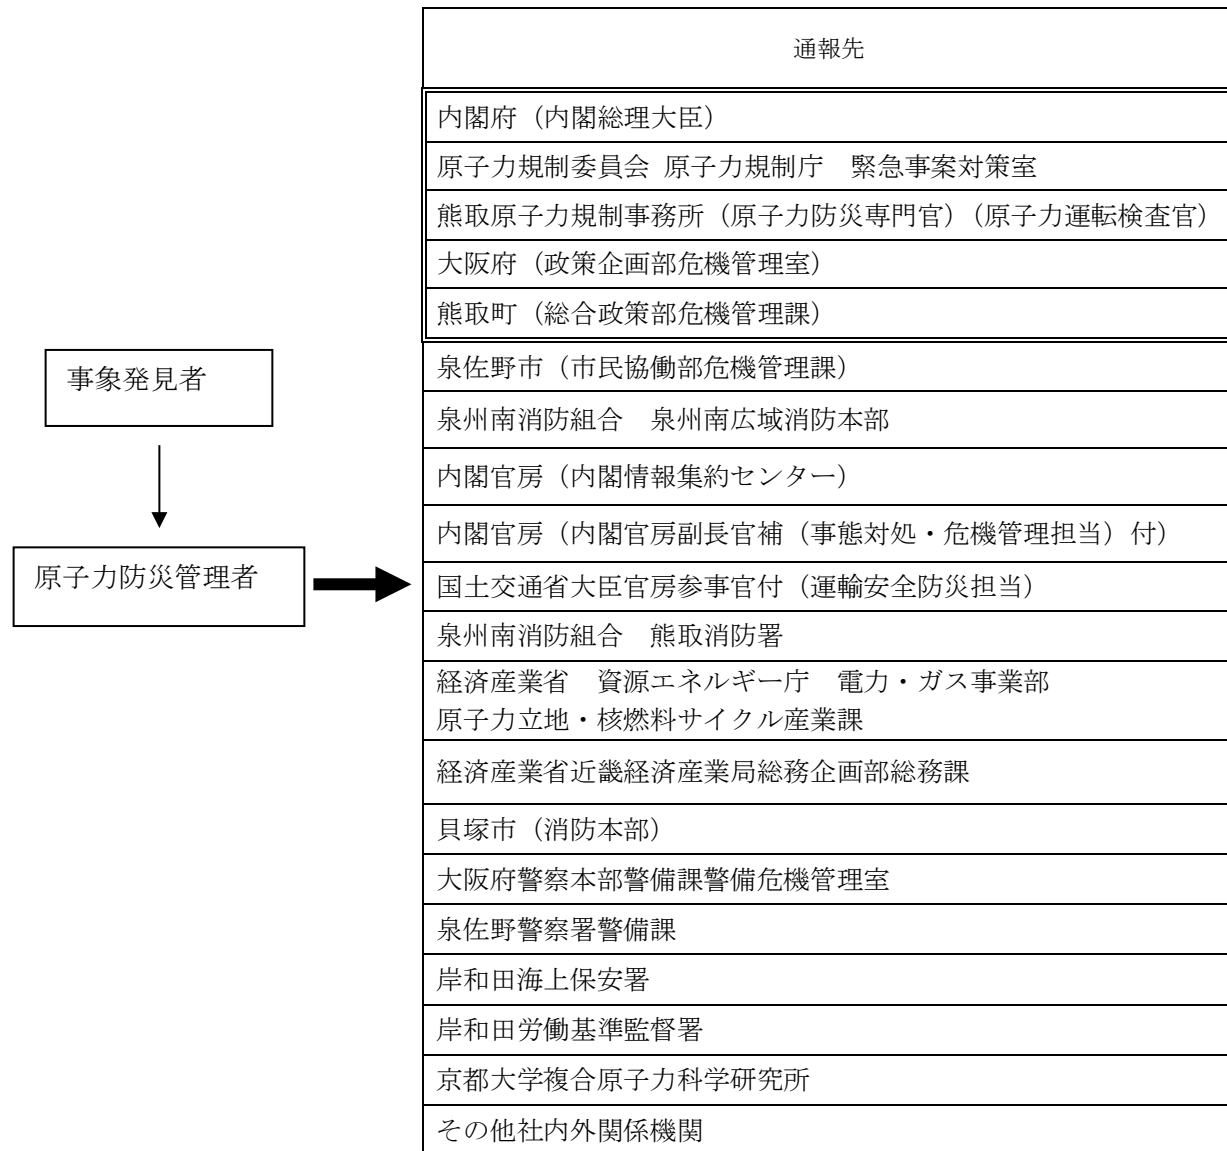 通報先
内閣府（内閣総理大臣）
原子力規制委員会 原子力規制庁　緊急事案対策室
熊取原子力規制事務所（原子力防災専門官）（原子力運転検査官）
大阪府（政策企画部危機管理室）
熊取町（総合政策部危機管理課）
泉佐野市（市民協働部危機管理課）
泉州南消防組合　泉州南広域消防本部
内閣官房（内閣情報集約センター）
内閣官房（内閣官房副長官補（事態対処・危機管理担当）付）
国土交通省大臣官房参事官付（運輸安全防災担当）
泉州南消防組合　熊取消防署
経済産業省　資源エネルギー庁　電力・ガス事業部
原子力立地・核燃料サイクル産業課
経済産業省近畿経済産業局総務企画部総務課
貝塚市（消防本部）
大阪府警察本部警備課警備危機管理室
泉佐野警察署警備課
岸和田海上保安署
岸和田労働基準監督署
京都大学複合原子力科学研究所
その他社内外関係機関
事象発見者
原子力防災管理者